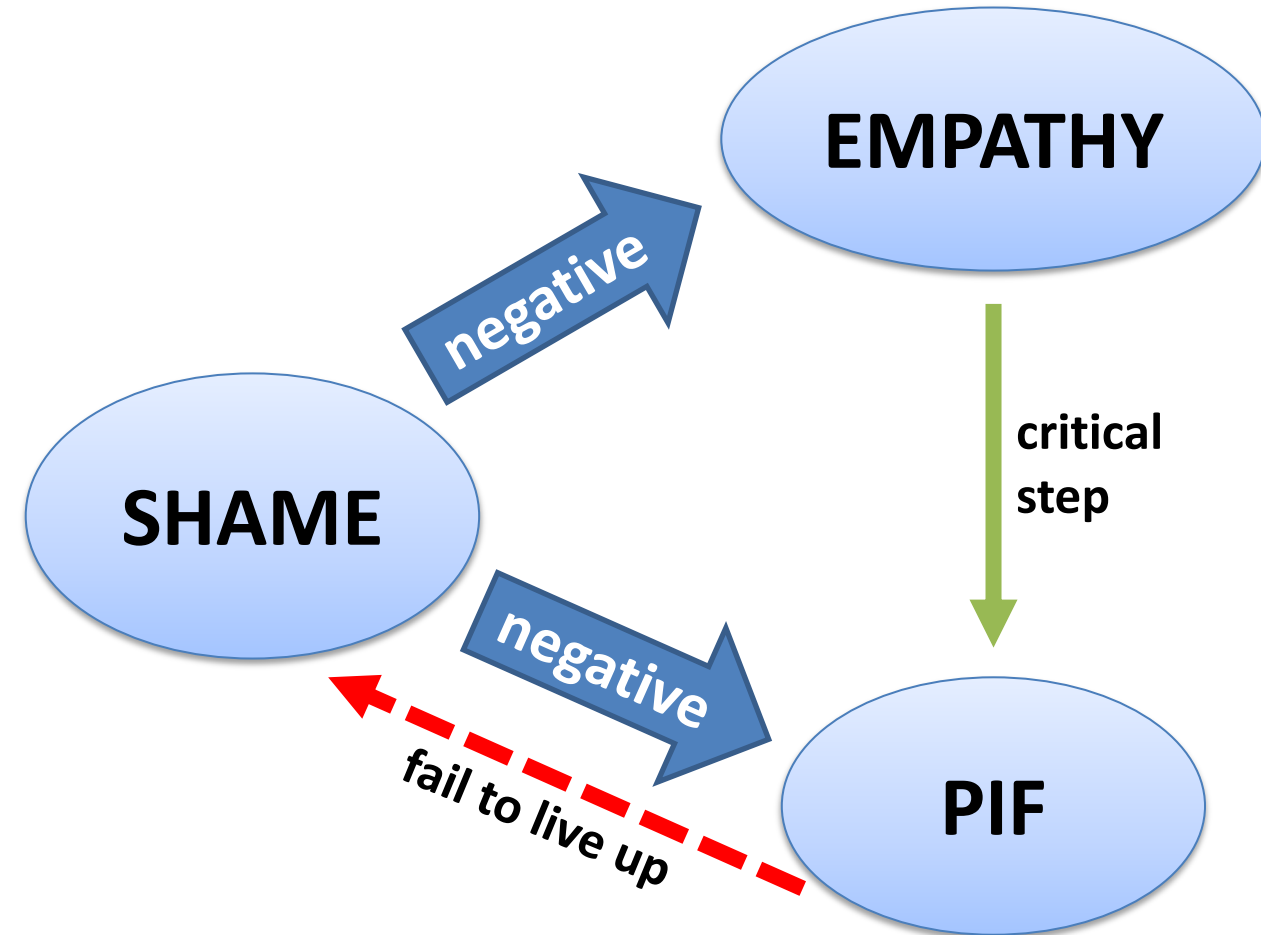 EMPATHY
negative
critical
step
SHAME
negative
fail to live up
PIF